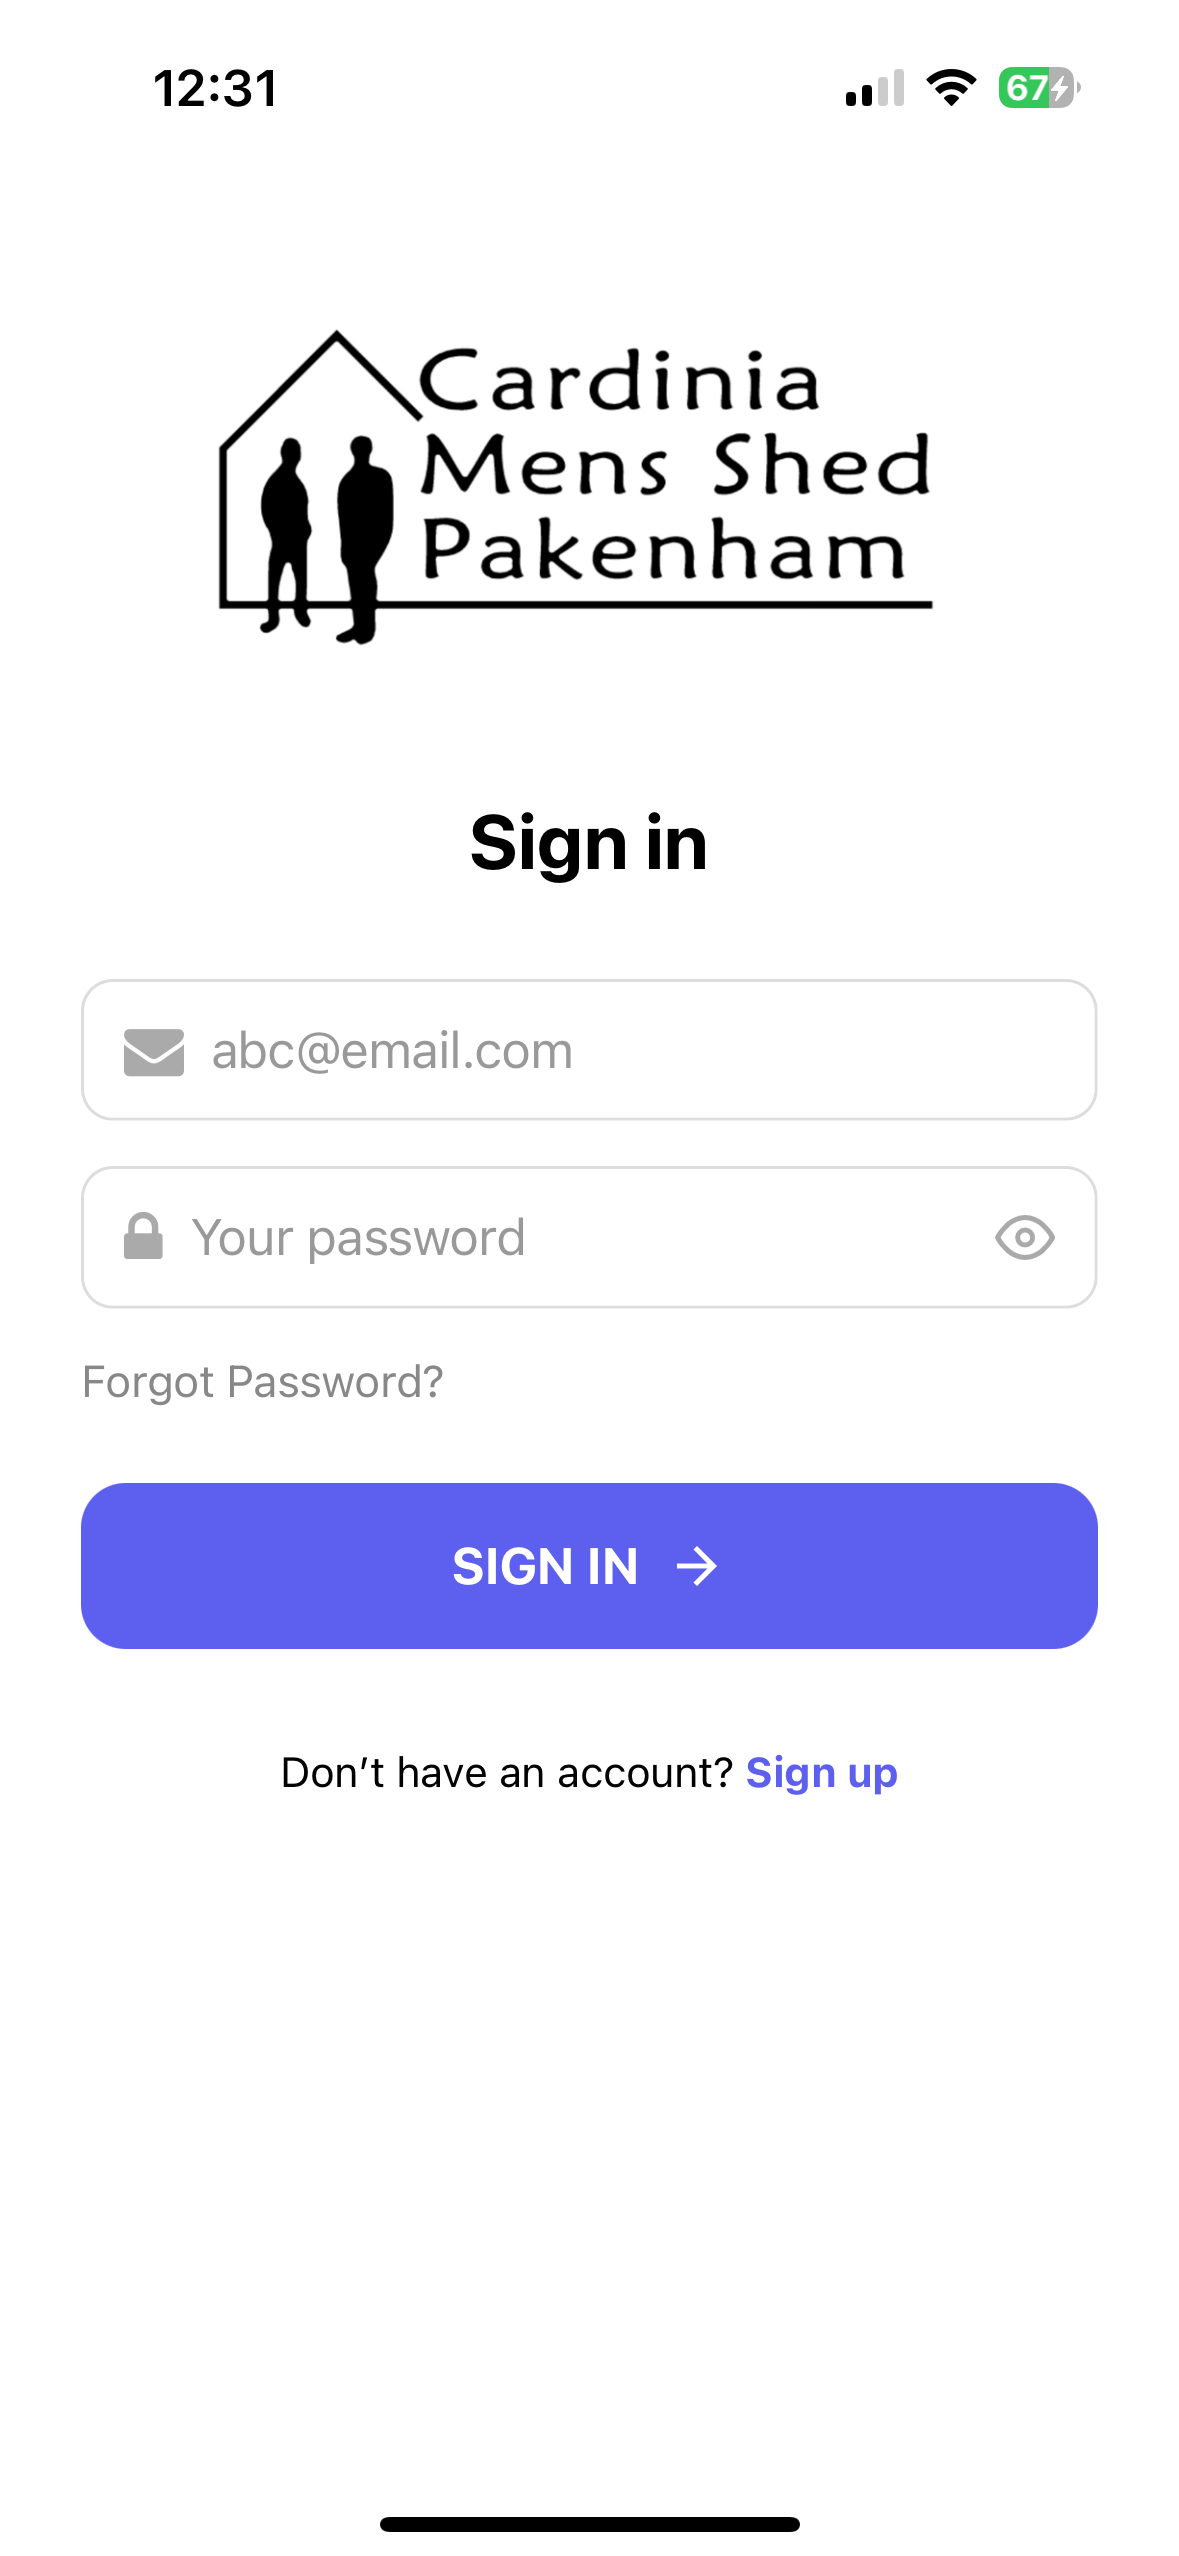 12:31
67
Cardinia
Mens Shed
Pakenham
Sign in
abc@email.com
Your password
Forgot Password?
SIGN IN →
Don’t have an account? Sign up